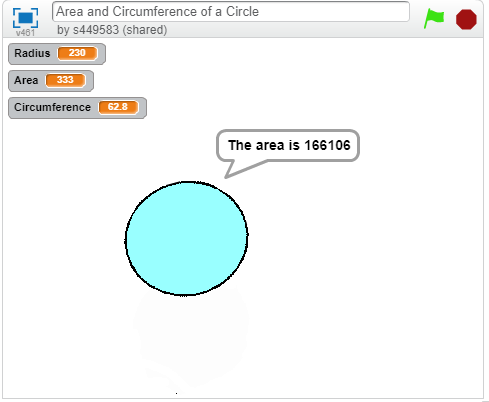 Area and Circumference of a Circle
v461
by s449583 (shared)
Radius 230
Area 333
Circumference 62.8
The area is 166106